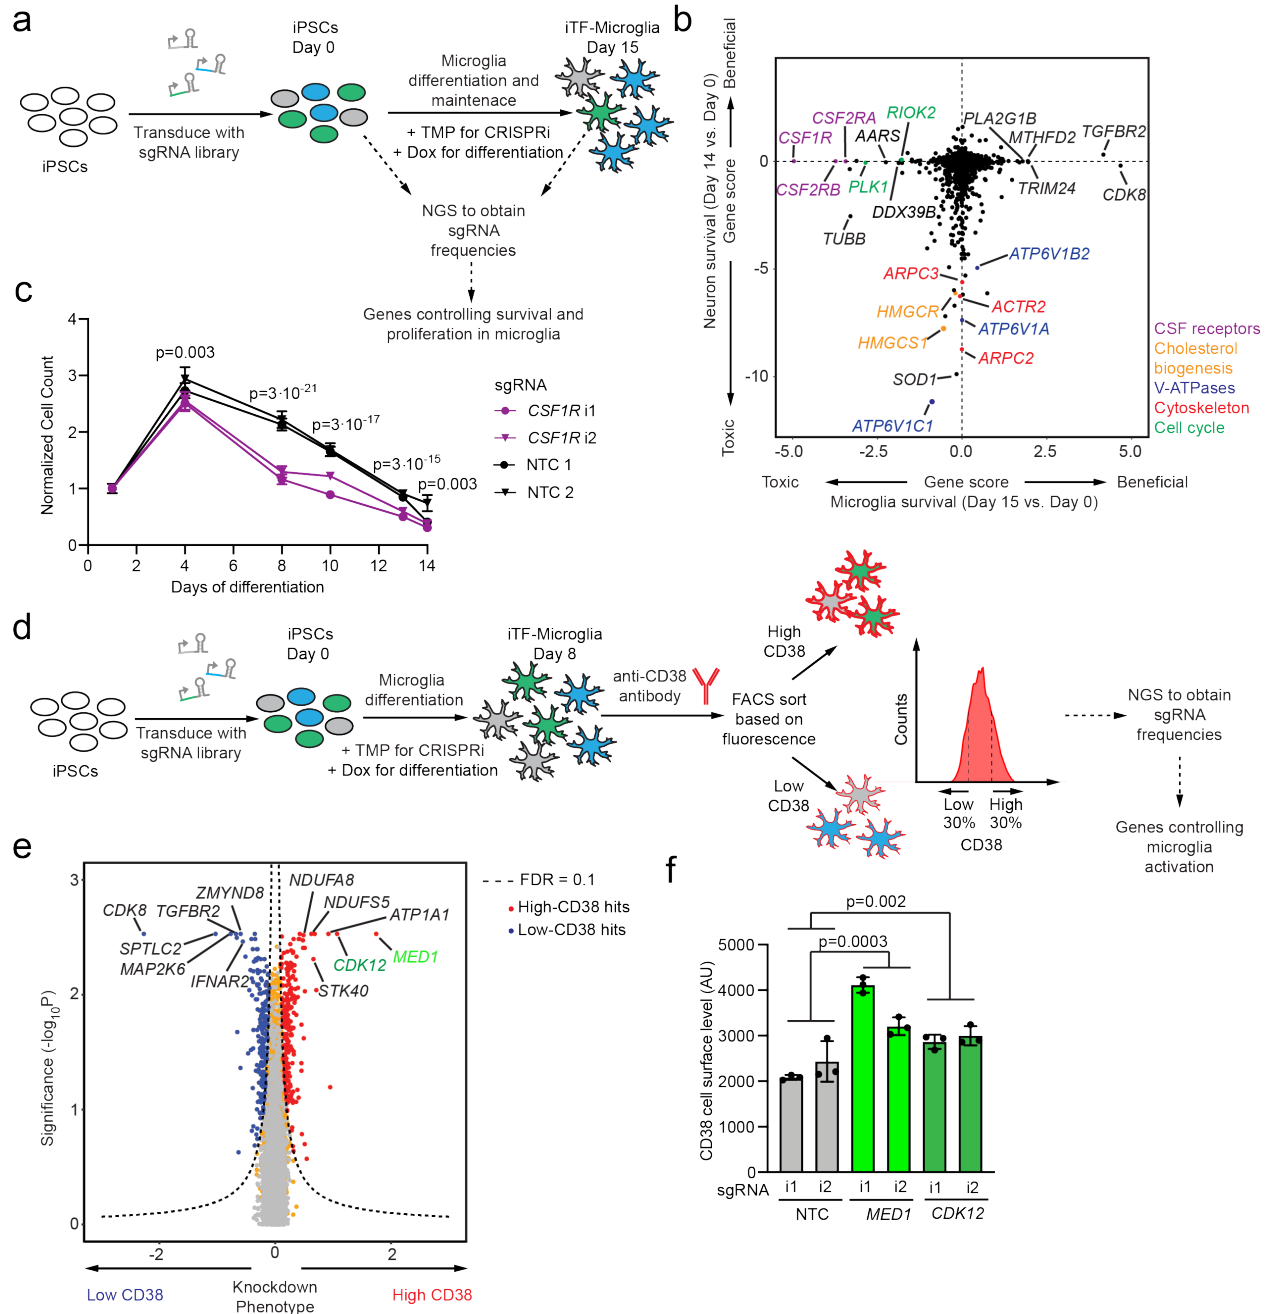 a
iPSCs
Day 0
iTF-Microglia
Day 15
Microglia
differentiation and
maintenace
Transduce with
sgRNA library
+ TMP for CRISPRi
+ Dox for differentiation
iPSCs
NGS to obtain
sgRNA
frequencies
Genes controlling survival and
proliferation in microglia
b
Neuron survival (Day 14 vs. Day 0)
Toxic
Gene score
Beneficial
0
-5
-10
CSF2RA
RIOK2
CSF1R
AARS
PLA2G1B
MTHFD2
TGFBR2
CSF2RB
PLK1
DDX39B
TRIM24
CDK8
TUBB
ATP6V1B2
ARPC3
HMGCR
ACTR2
HMGCS1
ATP6V1A
ARPC2
SOD1
ATP6V1C1
CSF receptors
Cholesterol
biogenesis
V-ATPases
Cytoskeleton
Cell cycle
-5.0
-2.5
0.0
2.5
5.0
Toxic
Gene score
Beneficial
Microglia survival (Day 15 vs. Day 0)
c
Normalized Cell Count
4
3
2
1
0
p=0.003
p=3·10-21
p=3·10-17
p=3·10-15
p=0.003
sgRNA
CSF1R i1
CSF1R i2
NTC 1
NTC 2
0
2
4
6
8
10
12
14
Days of differentiation
d
iPSCs
Day 0
iTF-Microglia
Day 8
Transduce with
sgRNA library
iPSCs
Microglia
differentiation
+ TMP for CRISPRi
+ Dox for differentiation
anti-CD38
antibody
FACS sort
based on
fluorescence
High
CD38
Low
CD38
Counts
Low
30%
High
30%
CD38
NGS to obtain
sgRNA
frequencies
Genes controlling
microglia
activation
e
Significance (-log10P)
3
2
1
0
CDK8
TGFBR2
ZMYND8
NDUFA8
NDUFS5
ATP1A1
SPTLC2
MAP2K6
IFNAR2
CDK12
MED1
STK40
FDR = 0.1
High-CD38 hits
Low-CD38 hits
-2
0
2
Low CD38
Knockdown
Phenotype
High CD38
f
CD38 cell surface level (AU)
p=0.002
p=0.0003
5000
4000
3000
2000
1000
0
sgRNA
i1
i2
i1
i2
i1
i2
NTC
MED1
CDK12